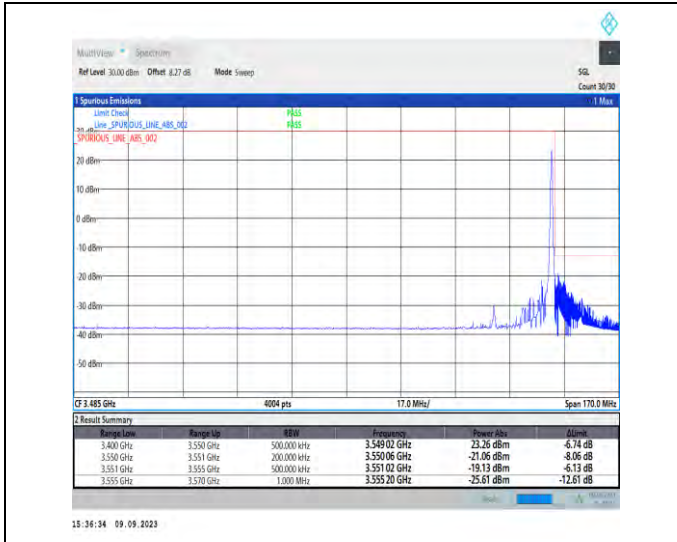 MultiView Spectrum
Ref Level 30.00 dBm Offset 8.27 dB Mode Sweep SGL
Count 30/30
1 Spurious Emissions 1 Max
Limit Check PASS
Line _SPURIOUS_LINE_ABS_002 PASS
30 dBm
_SPURIOUS_LINE_ABS_002
20 dBm
10 dBm
0 dBm
-10 dBm
-20 dBm
-30 dBm
-40 dBm
-50 dBm
CF 3.485 GHz 4004 pts 17.0 MHz/ Span 170.0 MHz
2 Result Summary
Range Low Range Up RBW Frequency Power Abs ΔLimit
3.400 GHz 3.550 GHz 500.000 kHz 3.549 02 GHz 23.26 dBm -6.74 dB
3.550 GHz 3.551 GHz 200.000 kHz 3.550 06 GHz -21.06 dBm -8.06 dB
3.551 GHz 3.555 GHz 500.000 kHz 3.551 02 GHz -19.13 dBm -6.13 dB
3.555 GHz 3.570 GHz 1.000 MHz 3.555 20 GHz -25.61 dBm -12.61 dB
15:36:34 09.09.2023